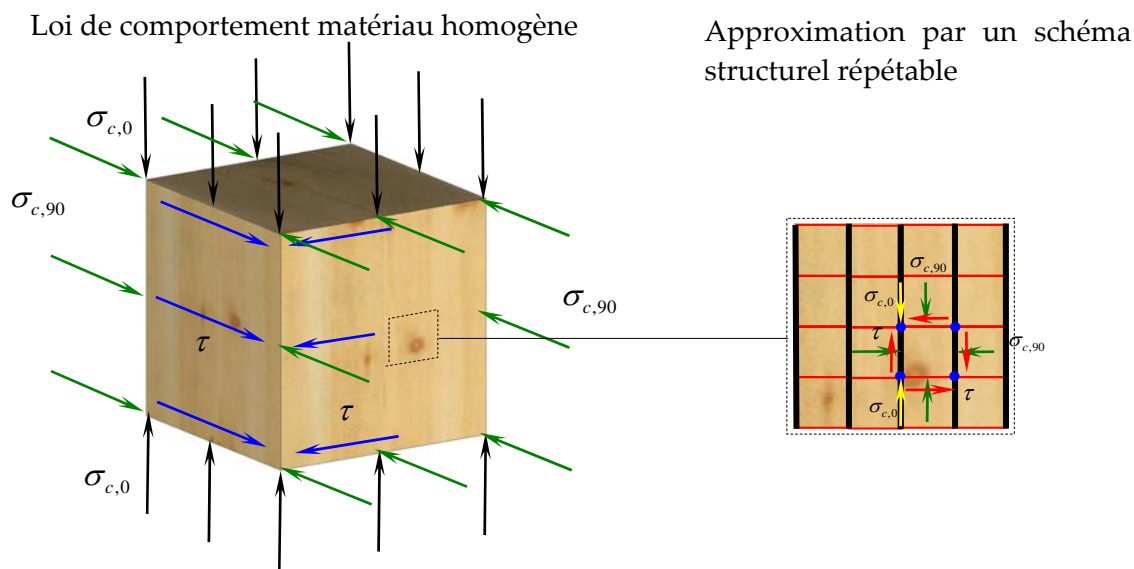 Loi de comportement matériau homogène
Approximation par un schéma
structurel répétable
σc,0
σc,90
σc,90
τ
τ
σc,0
σc,90
σc,0
τ
σc,90
τ
σc,0